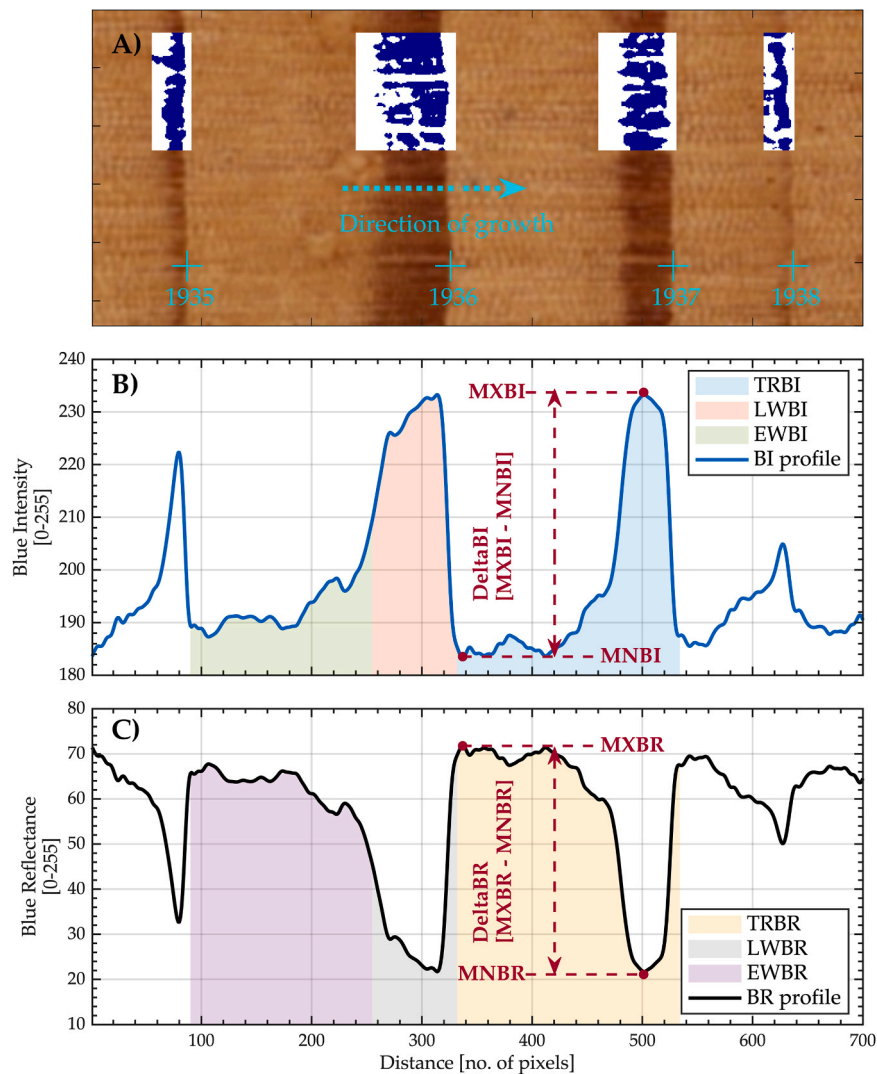 A)
Direction of growth
1935
1936
1937
1938
B)
240
230
220
210
200
190
180
Blue Intensity
[0-255]
MXBI
DeltaBI
[MXBI - MNBI]
MNBI
TRBI
LWBI
EWBI
BI profile
C)
80
70
60
50
40
30
20
10
Blue Reflectance
[0-255]
MXBR
DeltaBR
[MXBR - MNBR]
MNBR
TRBR
LWBR
EWBR
BR profile
100
200
300
400
500
600
700
Distance [no. of pixels]